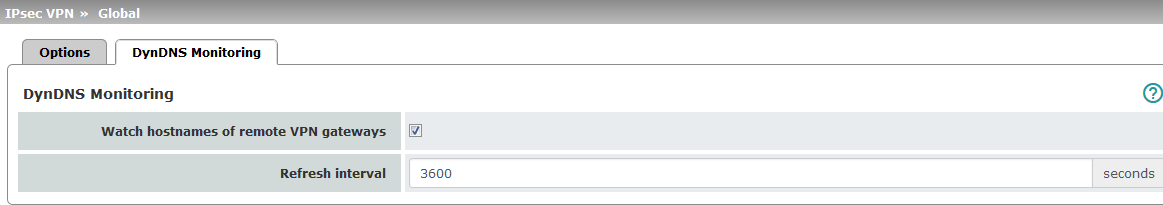 IPsec VPN » Global
Options DynDNS Monitoring
DynDNS Monitoring ?
Watch hostnames of remote VPN gateways
Refresh interval 3600 seconds